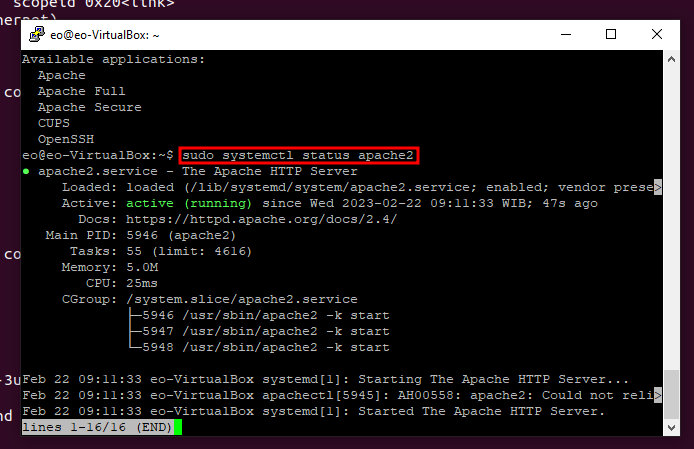 scopeid 0x20<link>
hernet)
eo@eo-VirtualBox: ~
Available applications:
  Apache
  Apache Full
  Apache Secure
  CUPS
  OpenSSH
eo@eo-VirtualBox:~$ sudo systemctl status apache2
● apache2.service - The Apache HTTP Server
     Loaded: loaded (/lib/systemd/system/apache2.service; enabled; vendor prese>
     Active: active (running) since Wed 2023-02-22 09:11:33 WIB; 47s ago
       Docs: https://httpd.apache.org/docs/2.4/
   Main PID: 5946 (apache2)
      Tasks: 55 (limit: 4616)
     Memory: 5.0M
        CPU: 25ms
     CGroup: /system.slice/apache2.service
             ├─5946 /usr/sbin/apache2 -k start
             ├─5947 /usr/sbin/apache2 -k start
             └─5948 /usr/sbin/apache2 -k start
Feb 22 09:11:33 eo-VirtualBox systemd[1]: Starting The Apache HTTP Server...
Feb 22 09:11:33 eo-VirtualBox apachectl[5945]: AH00558: apache2: Could not reli>
Feb 22 09:11:33 eo-VirtualBox systemd[1]: Started The Apache HTTP Server.
lines 1-16/16 (END)
co
co
-3u
nd